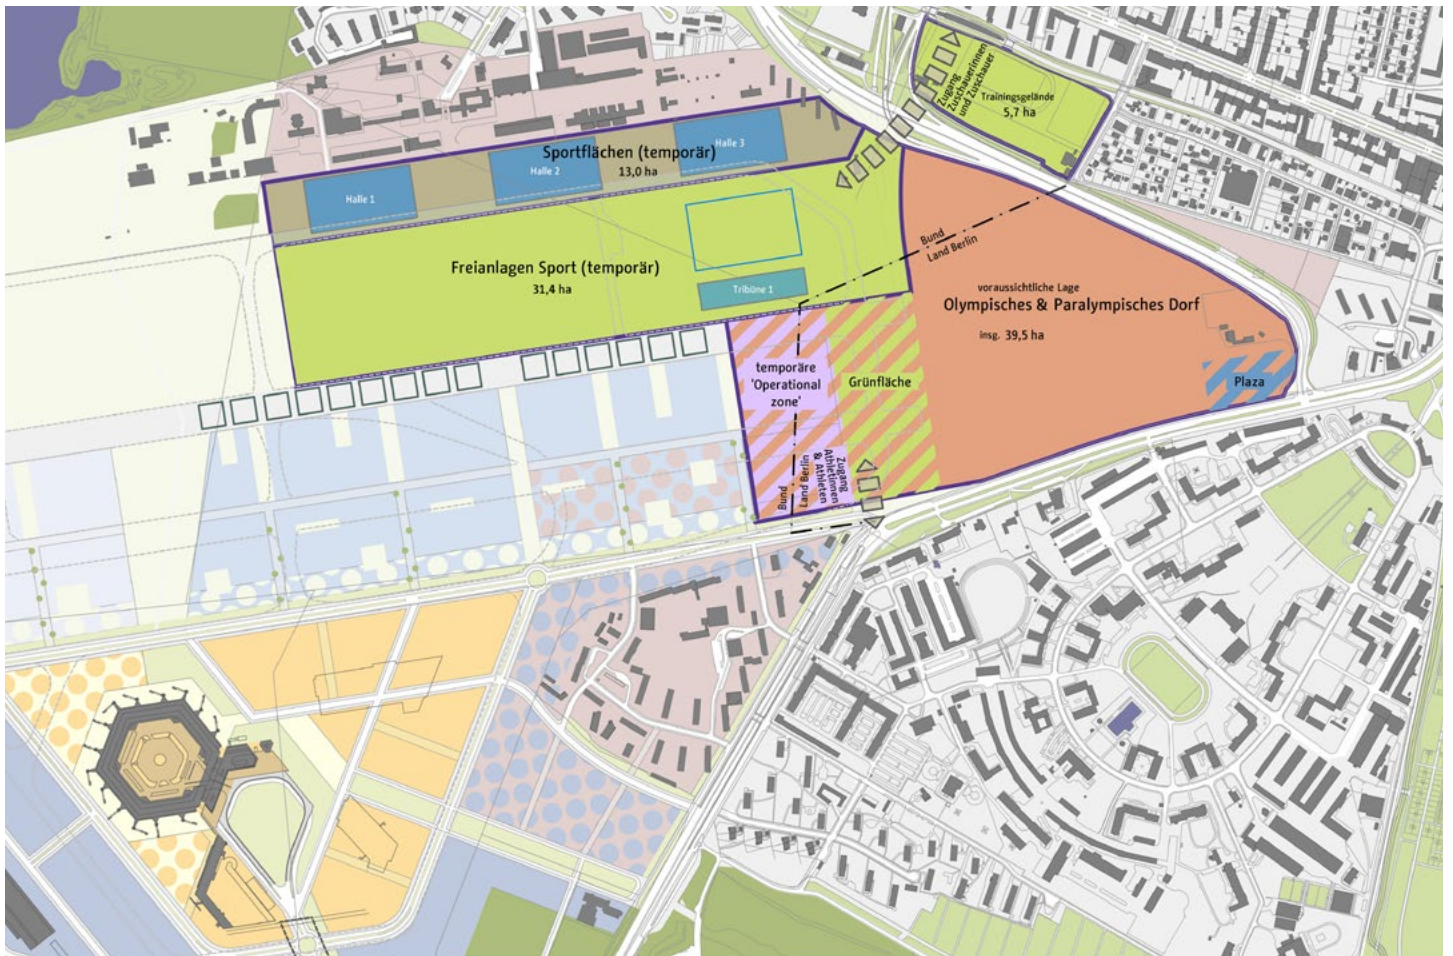 Zugang
Zuschauerinnen
und Zuschauer
Trainingsgelände
5,7 ha
Sportflächen (temporär)
13,0 ha
Halle 3
Halle 2
Halle 1
Freianlagen Sport (temporär)
31,4 ha
Tribüne 1
Bund
Land Berlin
voraussichtliche Lage
Olympisches & Paralympisches Dorf
insg. 39,5 ha
temporäre
'Operational
zone'
Grünfläche
Plaza
Bund
Land Berlin
Zugang
Athletinnen
& Athleten